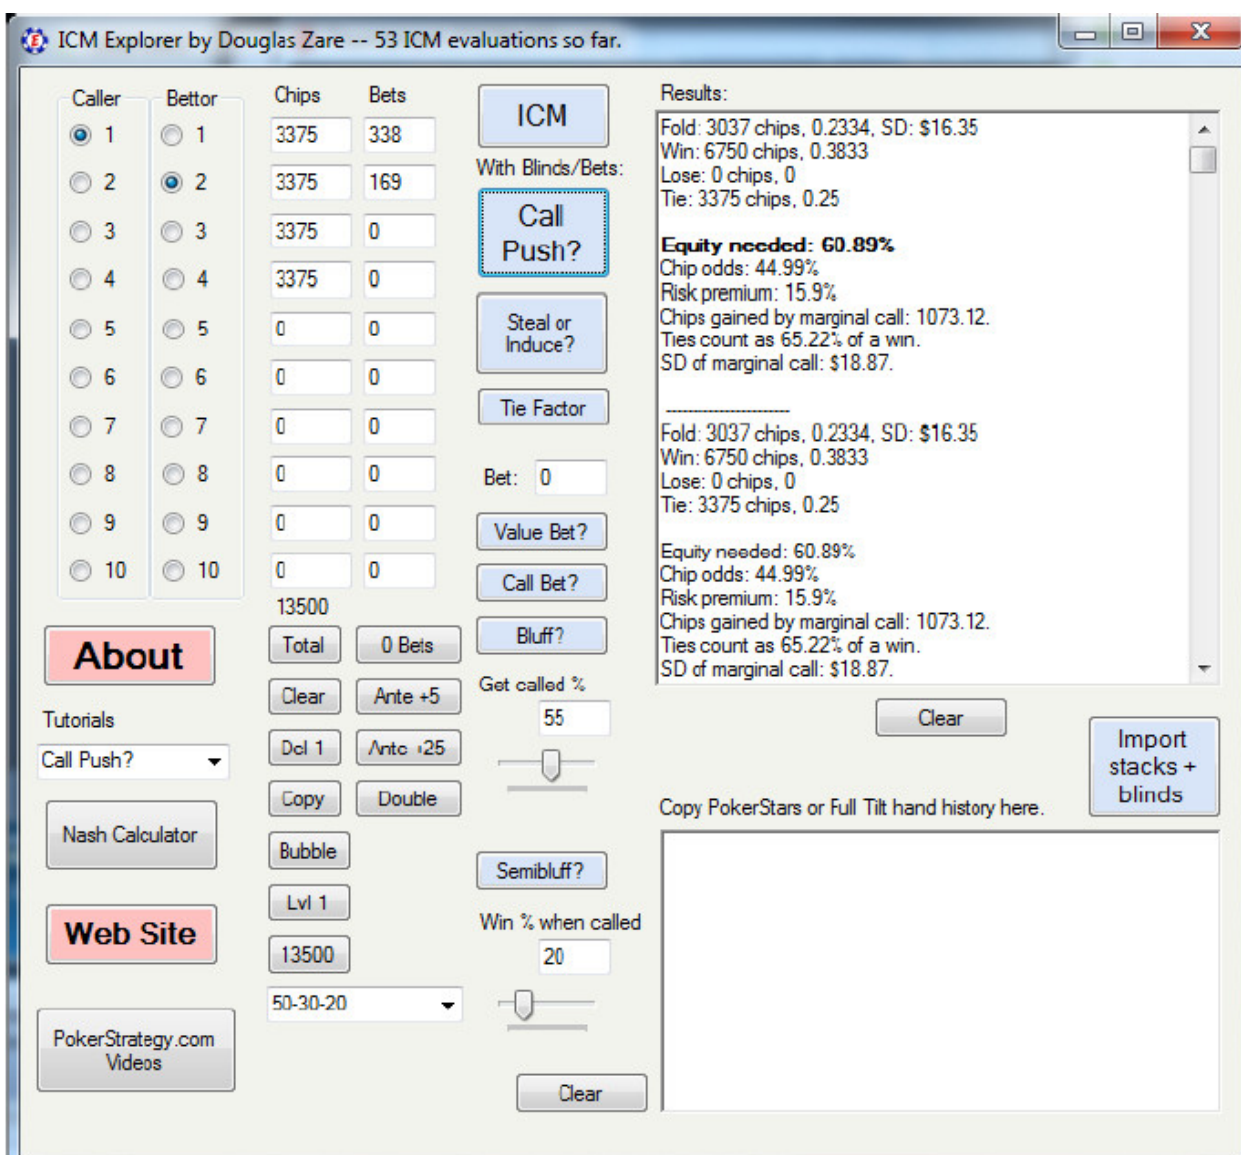 ICM Explorer by Douglas Zare -- 53 ICM evaluations so far.
Caller Bettor Chips Bets
1 1 3375 338
2 2 3375 169
3 3 3375 0
4 4 3375 0
5 5 0 0
6 6 0 0
7 7 0 0
8 8 0 0
9 9 0 0
10 10 0 0
13500
About
Total 0 Bets
Clear Ante +5
Del 1 Ante +25
Copy Double
Bubble
Lvl 1
13500
50-30-20
Tutorials
Call Push?
Nash Calculator
Web Site
PokerStrategy.com
Videos
ICM
With Blinds/Bets:
Call
Push?
Steal or
Induce?
Tie Factor
Bet: 0
Value Bet?
Call Bet?
Bluff?
Get called %
55
Semibluff?
Win % when called
20
Clear
Results:
Fold: 3037 chips, 0.2334, SD: $16.35
Win: 6750 chips, 0.3833
Lose: 0 chips, 0
Tie: 3375 chips, 0.25
Equity needed: 60.89%
Chip odds: 44.99%
Risk premium: 15.9%
Chips gained by marginal call: 1073.12.
Ties count as 65.22% of a win.
SD of marginal call: $18.87.
------------------------
Fold: 3037 chips, 0.2334, SD: $16.35
Win: 6750 chips, 0.3833
Lose: 0 chips, 0
Tie: 3375 chips, 0.25
Equity needed: 60.89%
Chip odds: 44.99%
Risk premium: 15.9%
Chips gained by marginal call: 1073.12.
Ties count as 65.22% of a win.
SD of marginal call: $18.87.
Clear
Import
stacks +
blinds
Copy PokerStars or Full Tilt hand history here.